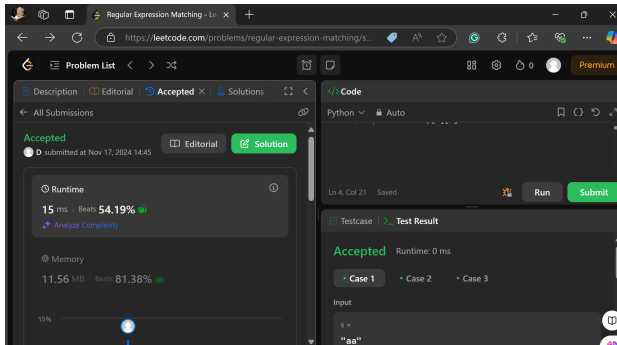 Regular Expression Matching - Le
https://leetcode.com/problems/regular-expression-matching/s...
Problem List
0
Premium
Description
Editorial
Accepted
Solutions
All Submissions
Accepted
D submitted at Nov 17, 2024 14:45
Editorial
Solution
Runtime
15 ms Beats 54.19%
Analyze Complexity
Memory
11.56 MB Beats 81.38%
15%
</> Code
Python
Auto
Ln 4, Col 21 Saved
Run
Submit
Testcase
>_ Test Result
Accepted Runtime: 0 ms
• Case 1 • Case 2 • Case 3
Input
s =
"aa"